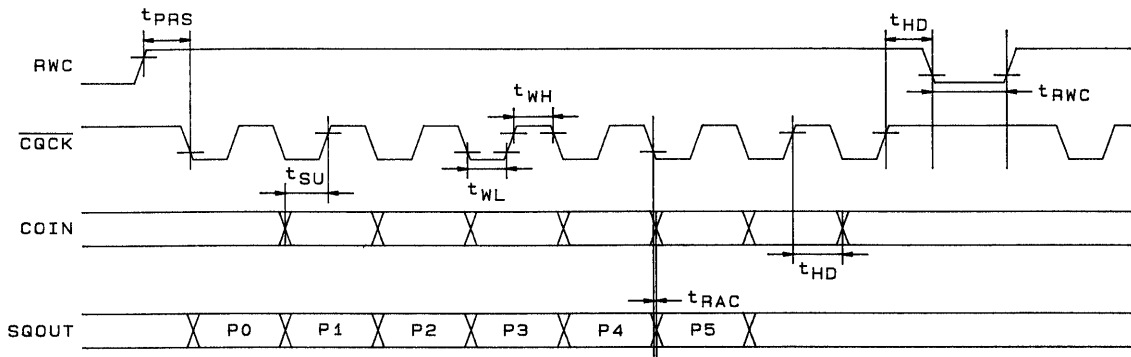 tPRS
tHD
RWC
tRWC
tWH
CQCK
tSU
tWL
COIN
tHD
tRAC
SQOUT P0 P1 P2 P3 P4 P5